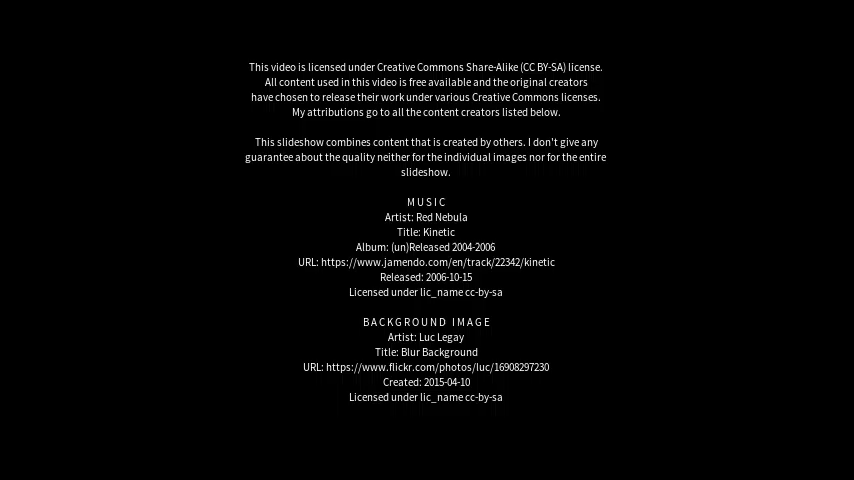 This video is licensed under Creative Commons Share-Alike (CC BY-SA) license.
All content used in this video is free available and the original creators
have chosen to release their work under various Creative Commons licenses.
My attributions go to all the content creators listed below.
This slideshow combines content that is created by others. I don't give any
guarantee about the quality neither for the individual images nor for the entire
slideshow.
MUSIC
Artist: Red Nebula
Title: Kinetic
Album: (un)Released 2004-2006
URL: https://www.jamendo.com/en/track/22342/kinetic
Released: 2006-10-15
Licensed under lic_name cc-by-sa
BACKGROUND IMAGE
Artist: Luc Legay
Title: Blur Background
URL: https://www.flickr.com/photos/luc/16908297230
Created: 2015-04-10
Licensed under lic_name cc-by-sa